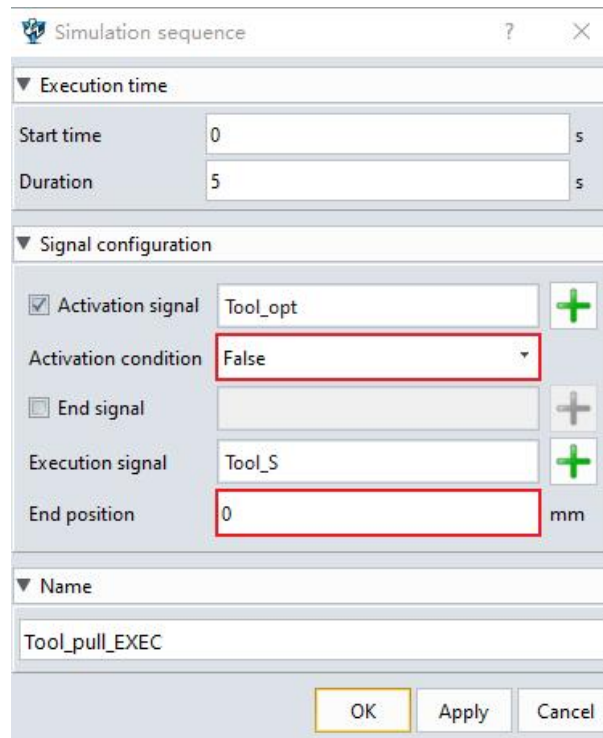 Simulation sequence ? ×
▼ Execution time
Start time 0 s
Duration 5 s
▼ Signal configuration
Activation signal Tool_opt
Activation condition False
End signal
Execution signal Tool_S
End position 0 mm
▼ Name
Tool_pull_EXEC
OK Apply Cancel